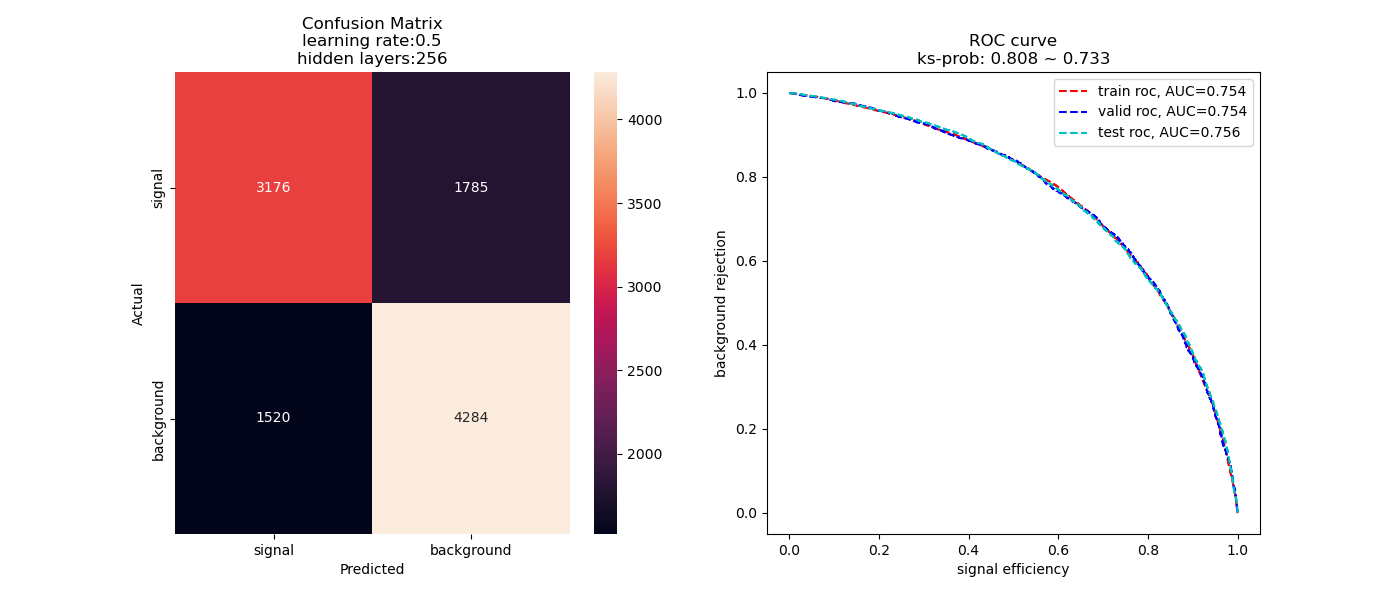 Confusion Matrix
learning rate:0.5
hidden layers:256
signal
background
Actual
3176
1785
1520
4284
signal
background
Predicted
4000
3500
3000
2500
2000
ROC curve
ks-prob: 0.808 ~ 0.733
train roc, AUC=0.754
valid roc, AUC=0.754
test roc, AUC=0.756
background rejection
1.0
0.8
0.6
0.4
0.2
0.0
0.0
0.2
0.4
0.6
0.8
1.0
signal efficiency